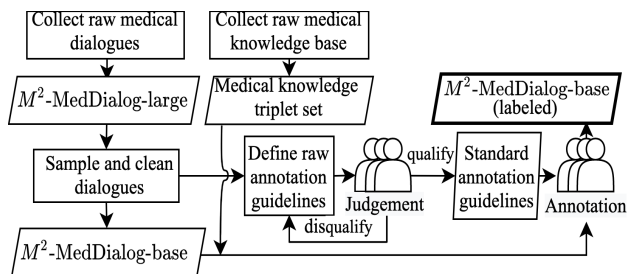 Collect raw medical
dialogues
Collect raw medical
knowledge base
M²-MedDialog-large
Medical knowledge
triplet set
M²-MedDialog-base
(labeled)
Sample and clean
dialogues
Define raw
annotation
guidelines
Judgement
qualify
disqualify
Standard
annotation
guidelines
Annotation
M²-MedDialog-base